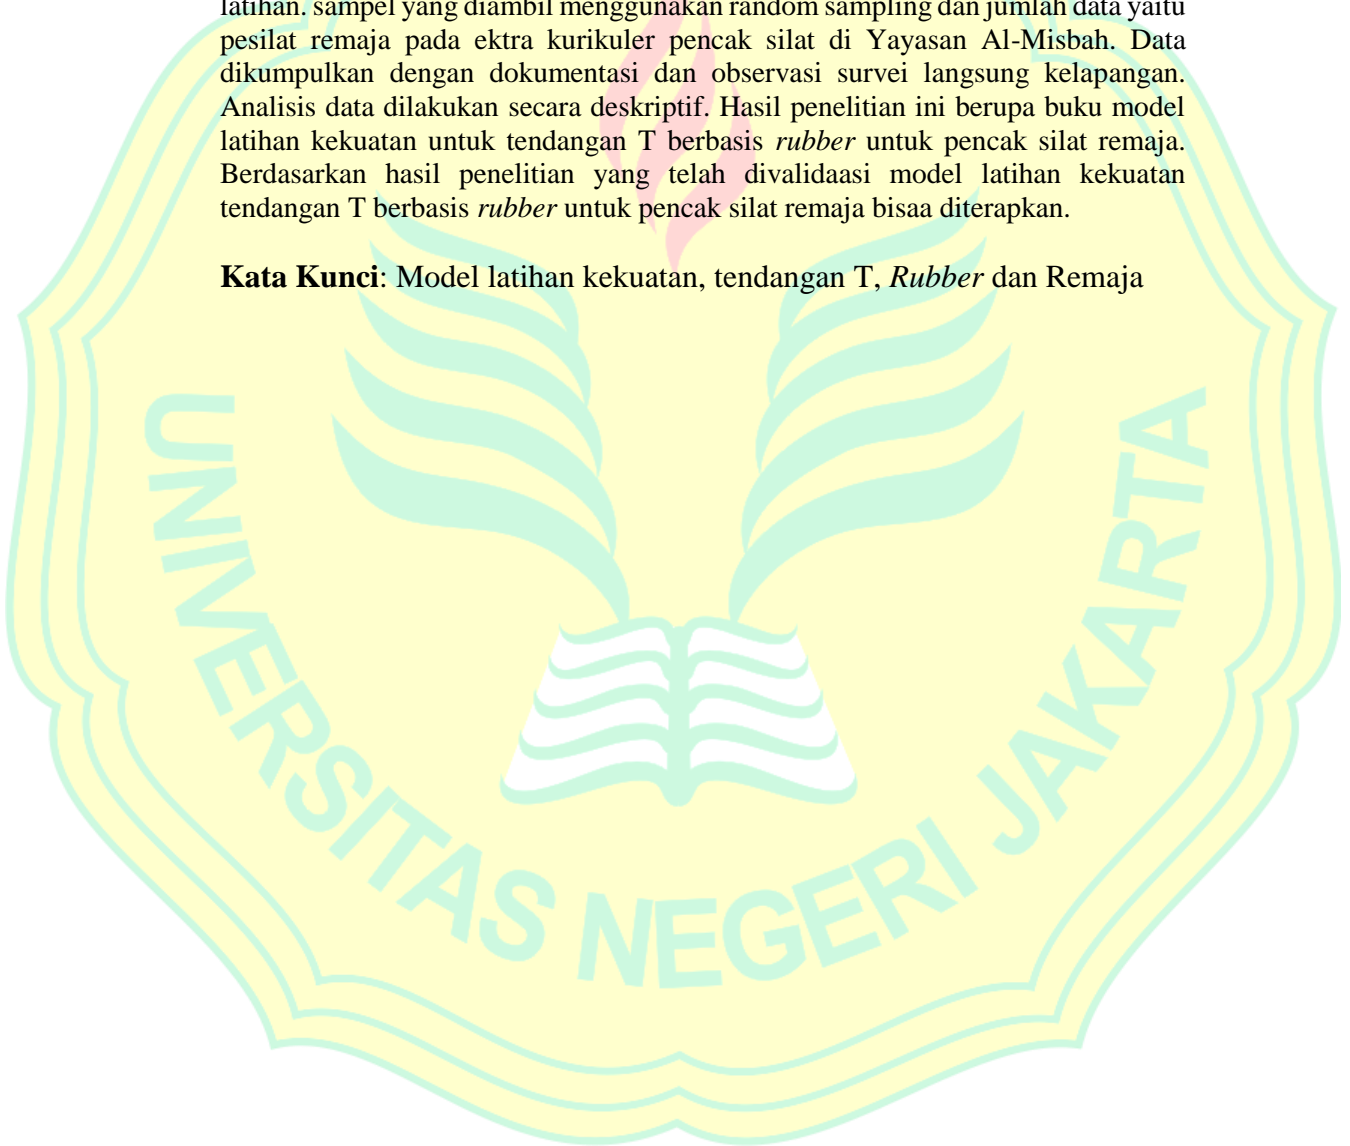 latihan. sampel yang diambil menggunakan random sampling dan jumlah data yaitu
pesilat remaja pada ektra kurikuler pencak silat di Yayasan Al-Misbah. Data
dikumpulkan dengan dokumentasi dan observasi survei langsung kelapangan.
Analisis data dilakukan secara deskriptif. Hasil penelitian ini berupa buku model
latihan kekuatan untuk tendangan T berbasis rubber untuk pencak silat remaja.
Berdasarkan hasil penelitian yang telah divalidaasi model latihan kekuatan
tendangan T berbasis rubber untuk pencak silat remaja bisaa diterapkan.
Kata Kunci: Model latihan kekuatan, tendangan T, Rubber dan Remaja
UNIVERSITAS NEGERI JAKARTA